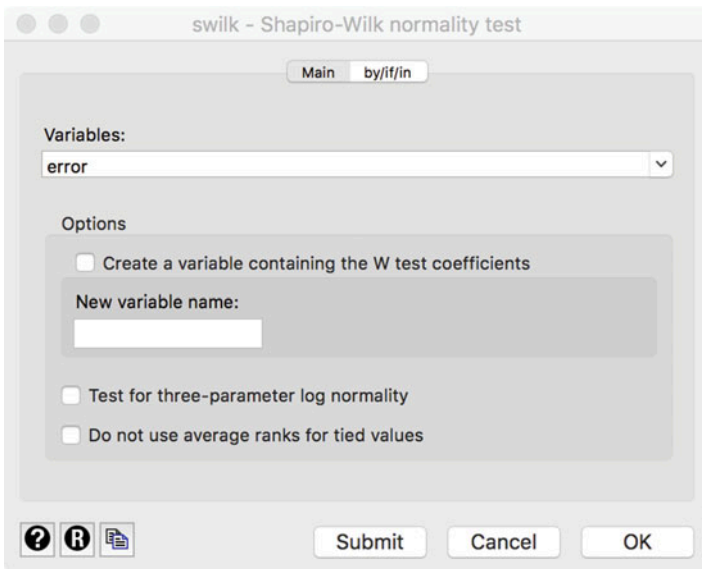 swilk - Shapiro-Wilk normality test
Main by/if/in
Variables:
error
Options
Create a variable containing the W test coefficients
New variable name:
Test for three-parameter log normality
Do not use average ranks for tied values
? R Submit Cancel OK